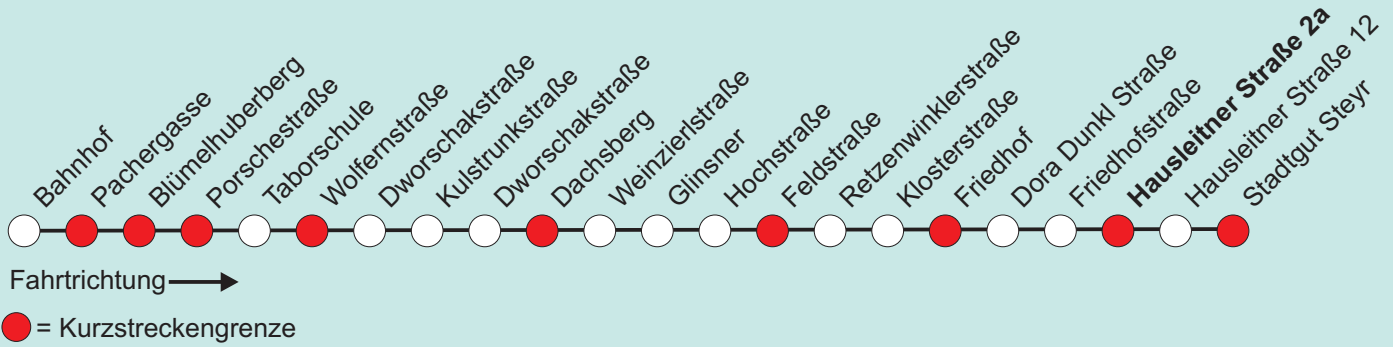 Bahnhof
Pachergasse
Blümelhuberberg
Porschestraße
Taborschule
Wolfernstraße
Dworschakstraße
Kulstrunkstraße
Dworschakstraße
Dachsberg
Weinzierlstraße
Glinsner
Hochstraße
Feldstraße
Retzenwinklerstraße
Klosterstraße
Friedhof
Dora Dunkl Straße
Friedhofstraße
Hausleitner Straße 2a
Hausleitner Straße 12
Stadtgut Steyr
Fahrtrichtung
= Kurzstreckengrenze